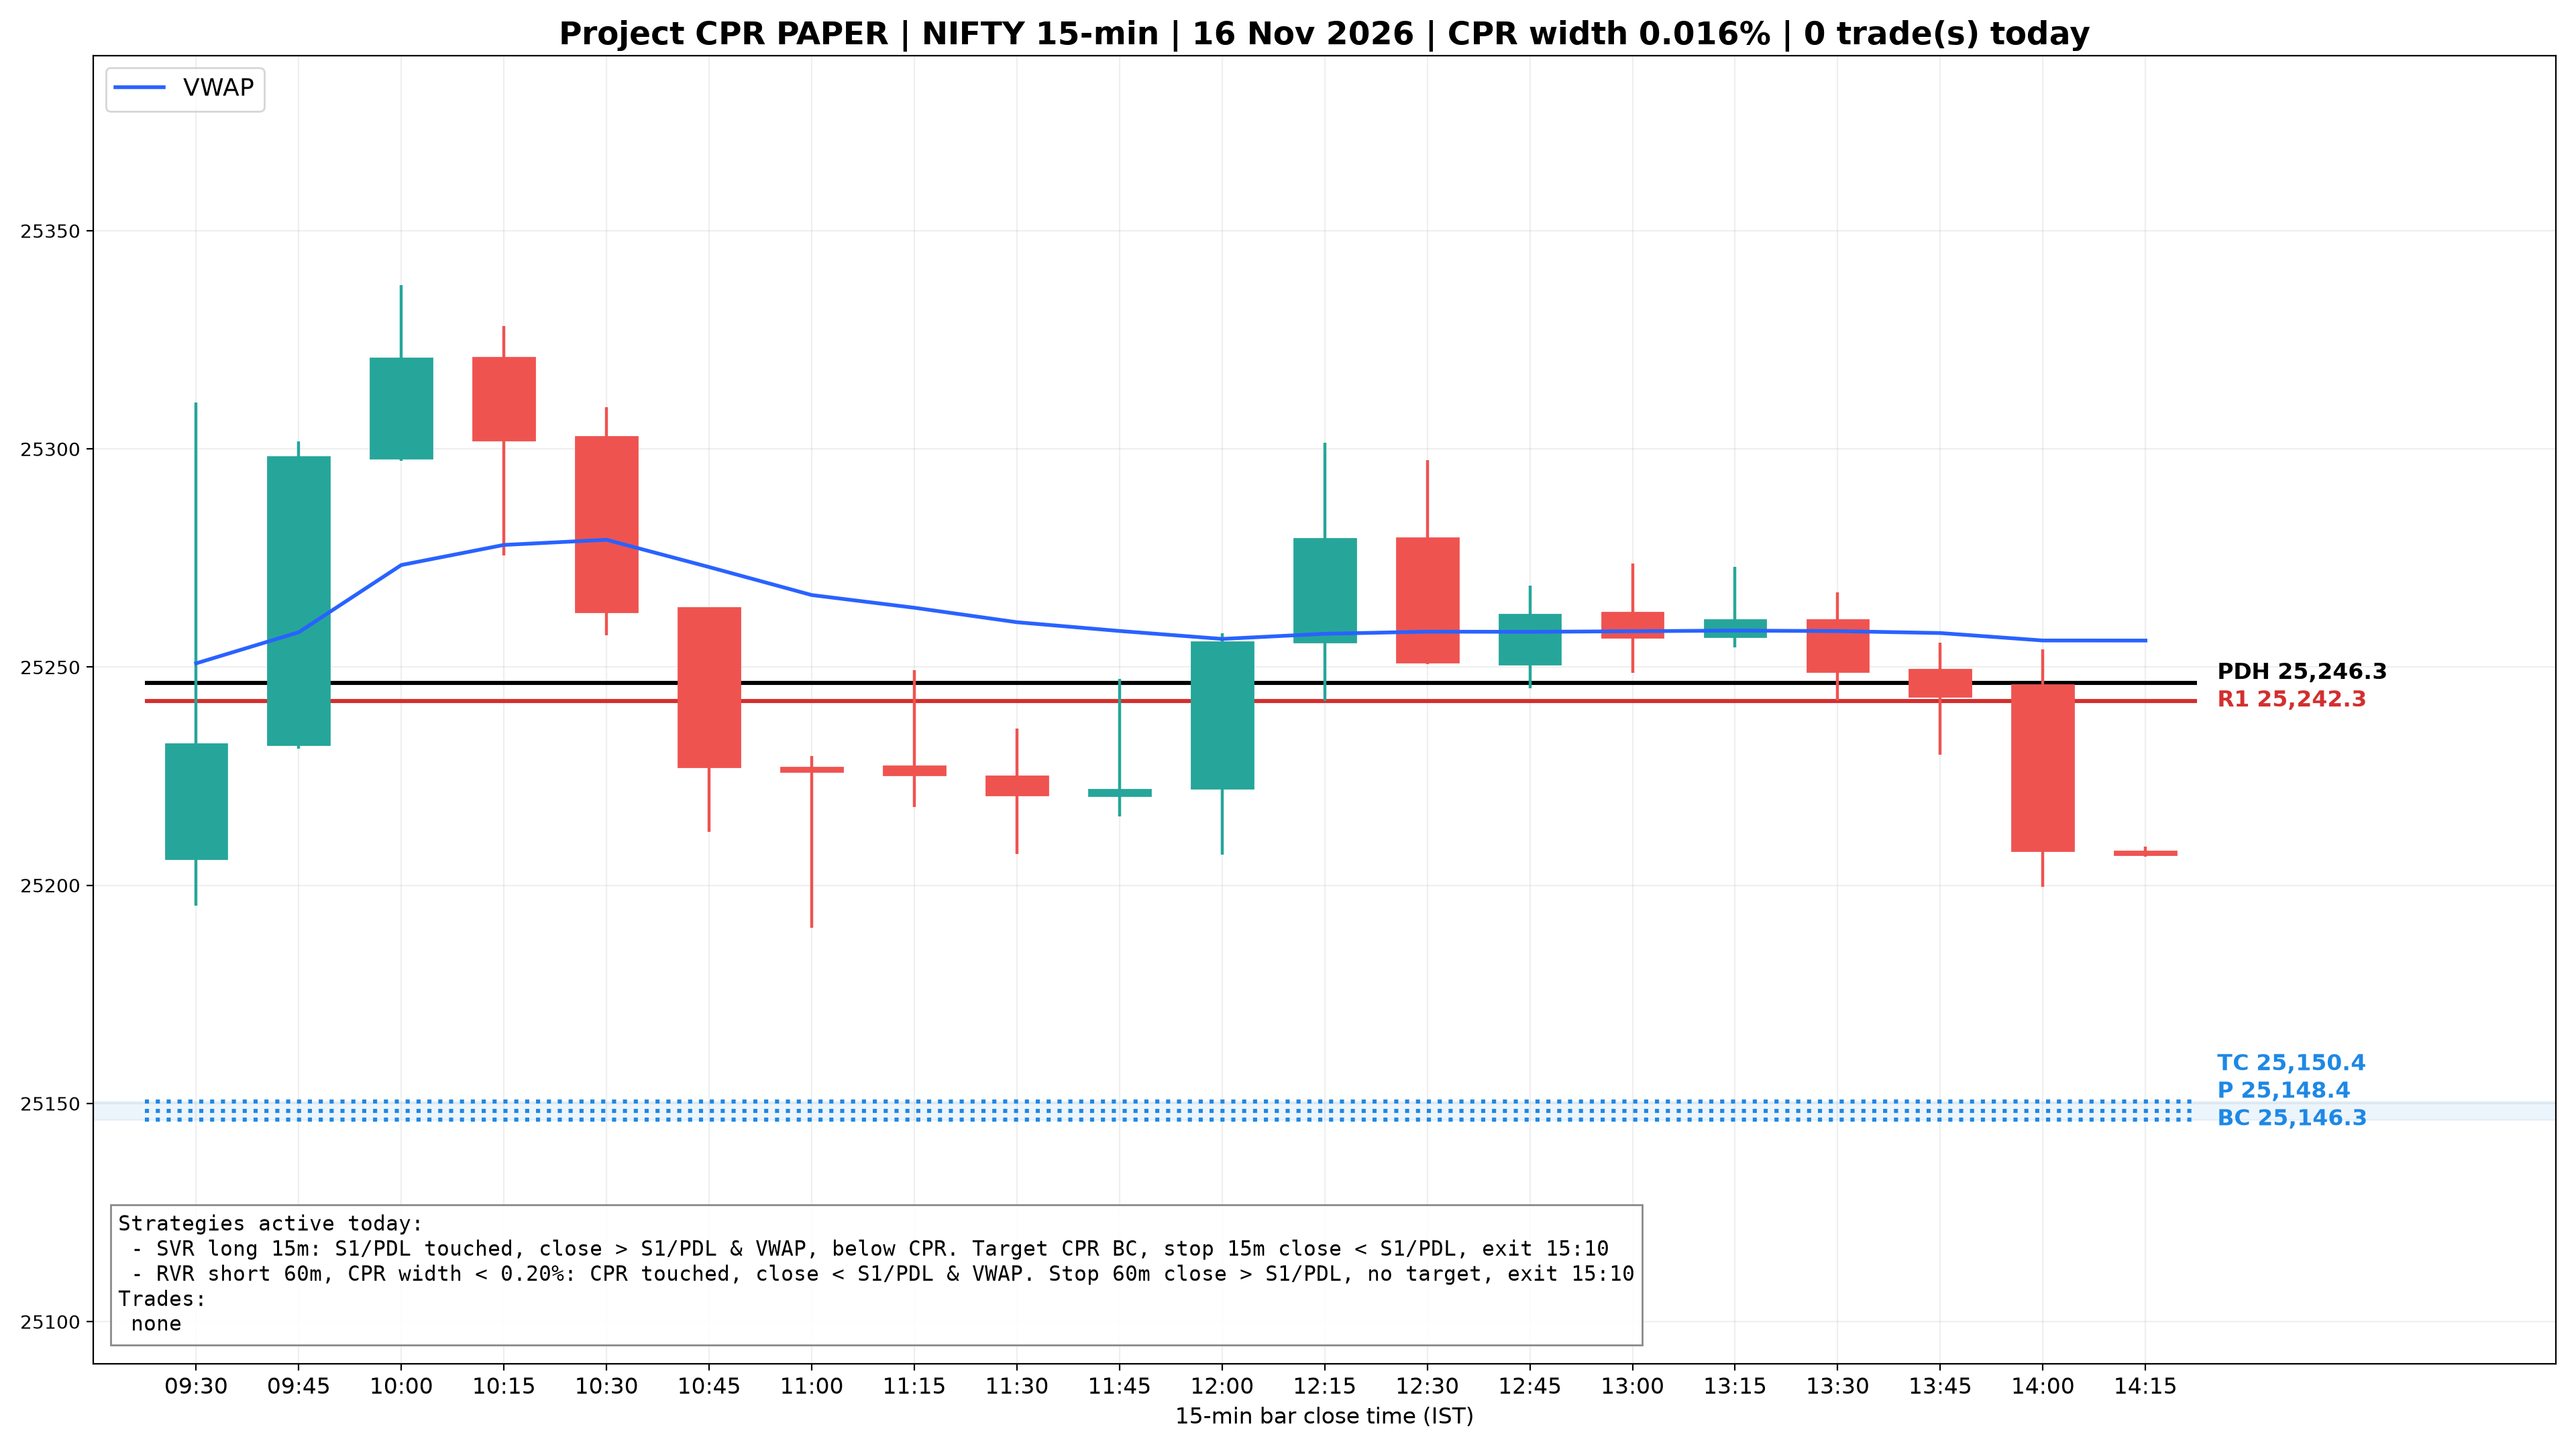 Project CPR PAPER | NIFTY 15-min | 16 Nov 2026 | CPR width 0.016% | 0 trade(s) today
VWAP
25350
25300
25250
25200
25150
25100
PDH 25,246.3
R1 25,242.3
TC 25,150.4
P 25,148.4
BC 25,146.3
Strategies active today:
- SVR long 15m: S1/PDL touched, close > S1/PDL & VWAP, below CPR. Target CPR BC, stop 15m close < S1/PDL, exit 15:10
- RVR short 60m, CPR width < 0.20%: CPR touched, close < S1/PDL & VWAP. Stop 60m close > S1/PDL, no target, exit 15:10
Trades:
none
09:30 09:45 10:00 10:15 10:30 10:45 11:00 11:15 11:30 11:45 12:00 12:15 12:30 12:45 13:00 13:15 13:30 13:45 14:00 14:15
15-min bar close time (IST)